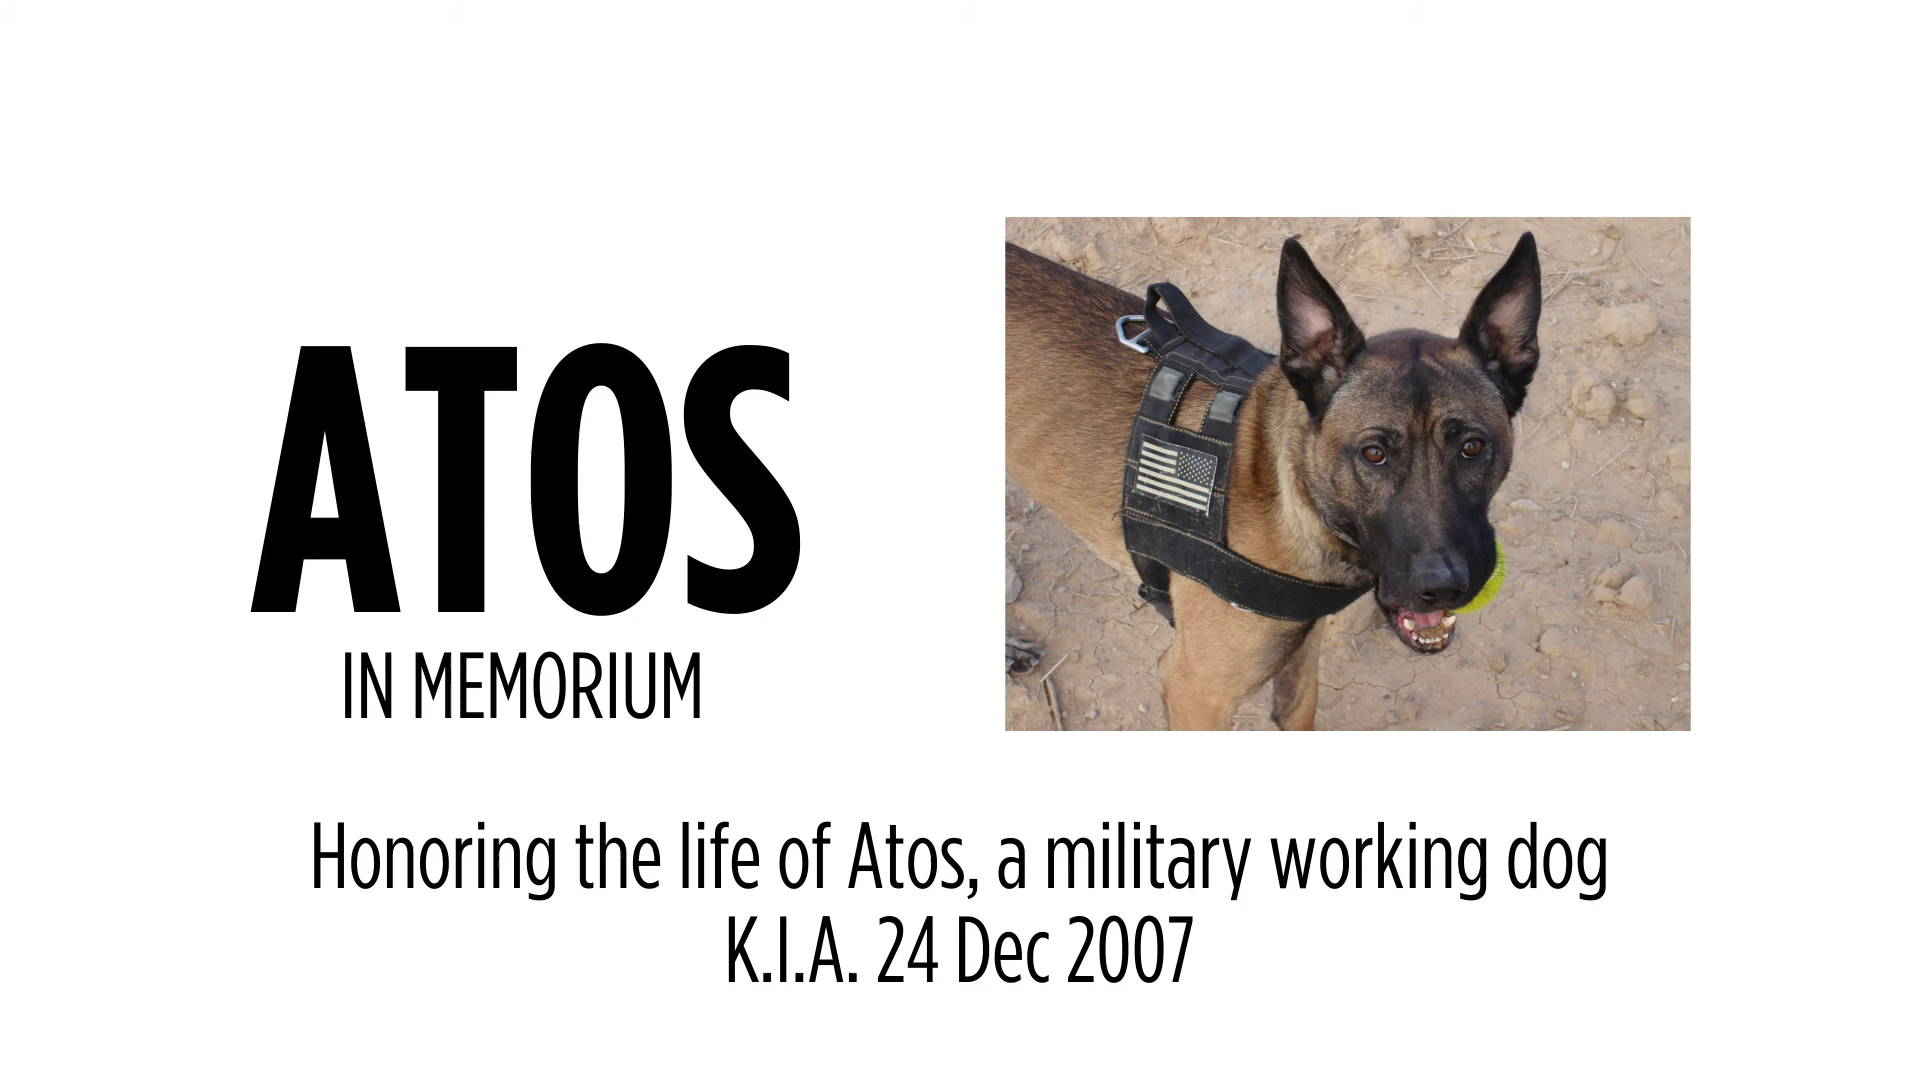 ATOS
IN MEMORIUM
Honoring the life of Atos, a military working dog
K.I.A. 24 Dec 2007